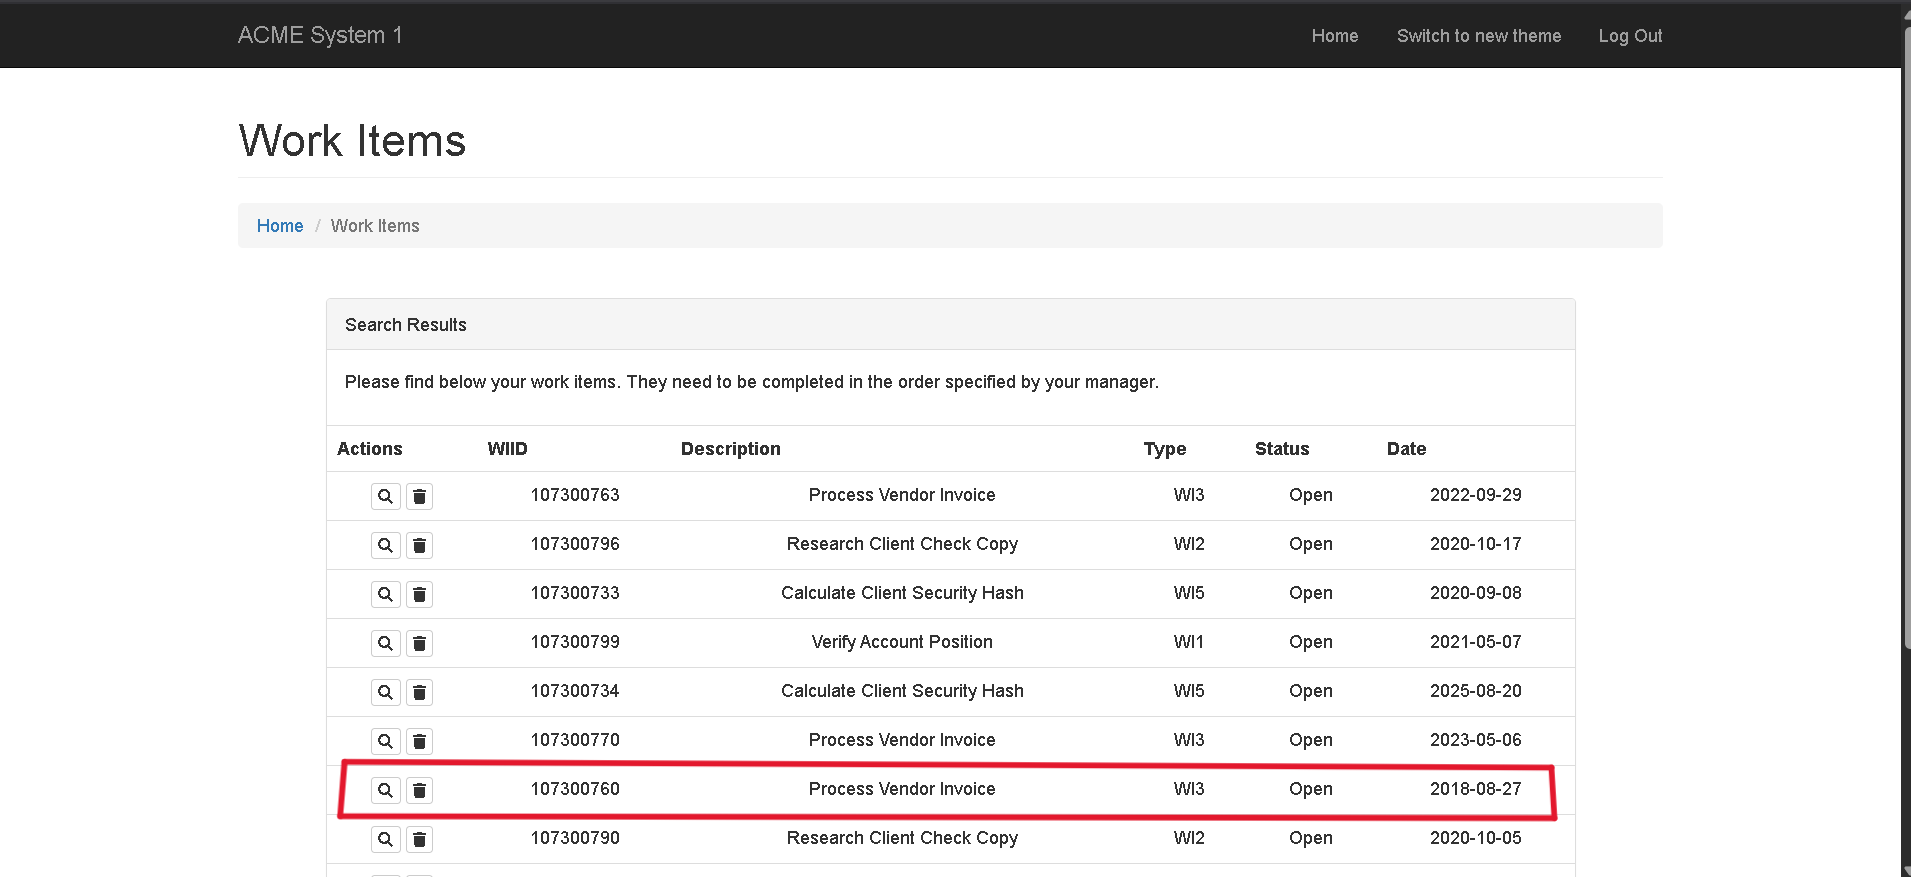 ACME System 1 Home Switch to new theme Log Out
Work Items
Home / Work Items
Search Results
Please find below your work items. They need to be completed in the order specified by your manager.
Actions WIID Description Type Status Date
107300763 Process Vendor Invoice WI3 Open 2022-09-29
107300796 Research Client Check Copy WI2 Open 2020-10-17
107300733 Calculate Client Security Hash WI5 Open 2020-09-08
107300799 Verify Account Position WI1 Open 2021-05-07
107300734 Calculate Client Security Hash WI5 Open 2025-08-20
107300770 Process Vendor Invoice WI3 Open 2023-05-06
107300760 Process Vendor Invoice WI3 Open 2018-08-27
107300790 Research Client Check Copy WI2 Open 2020-10-05